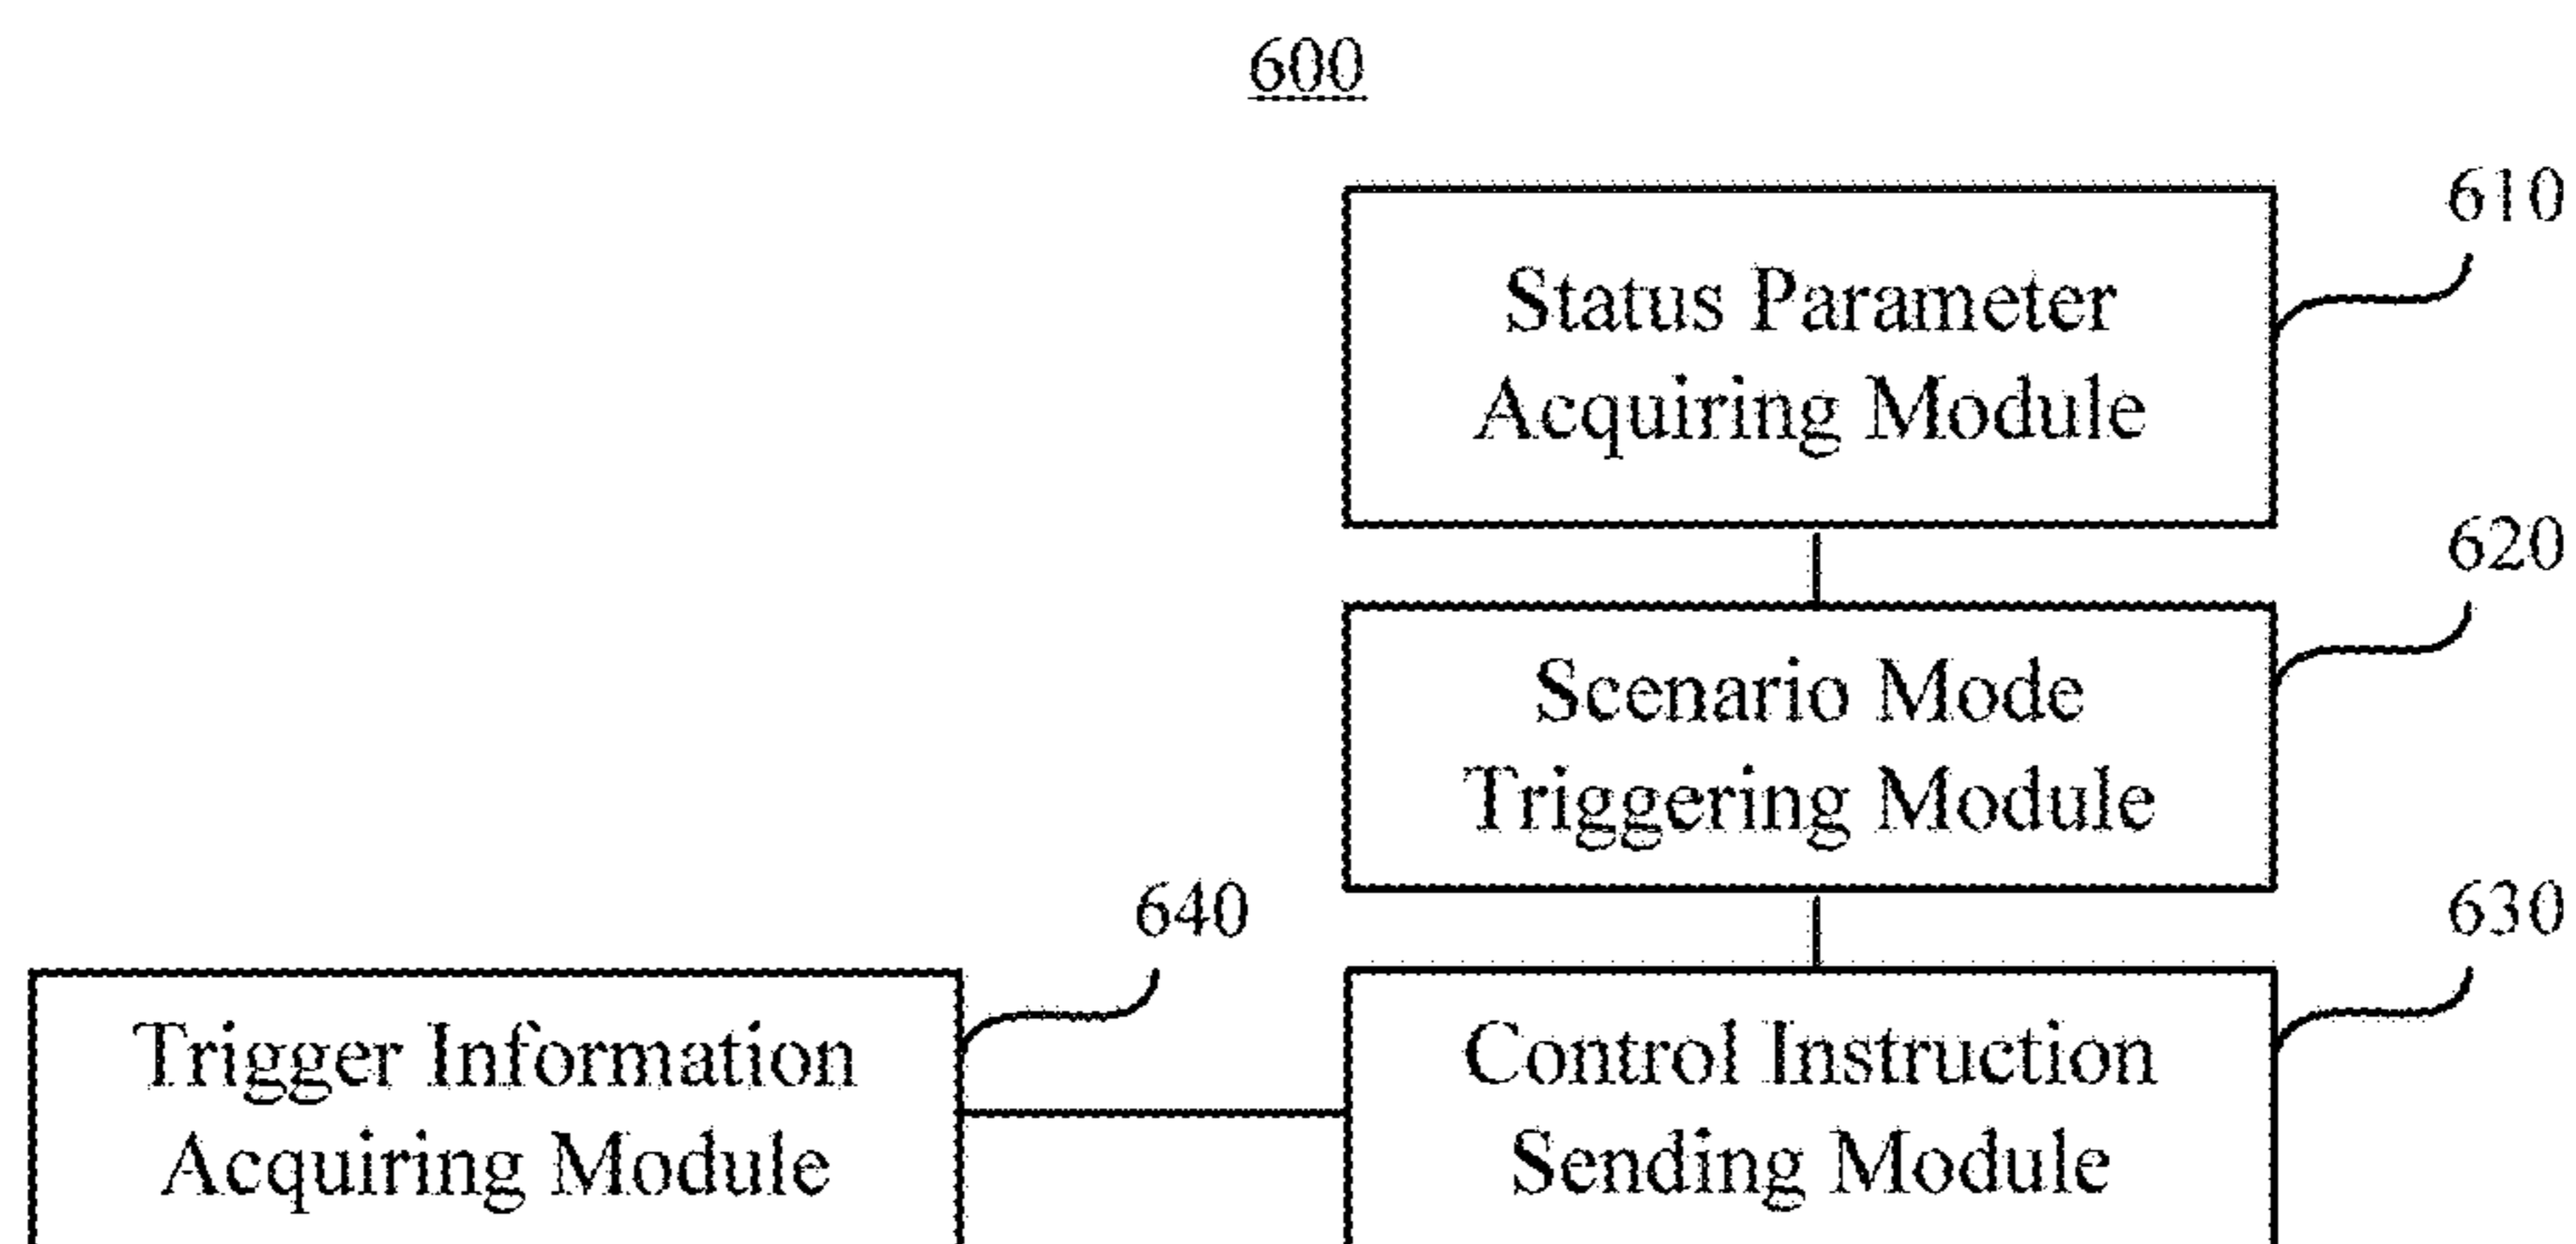 600
610
Status Parameter
Acquiring Module
620
Scenario Mode
Triggering Module
640
630
Trigger Information
Acquiring Module
Control Instruction
Sending Module